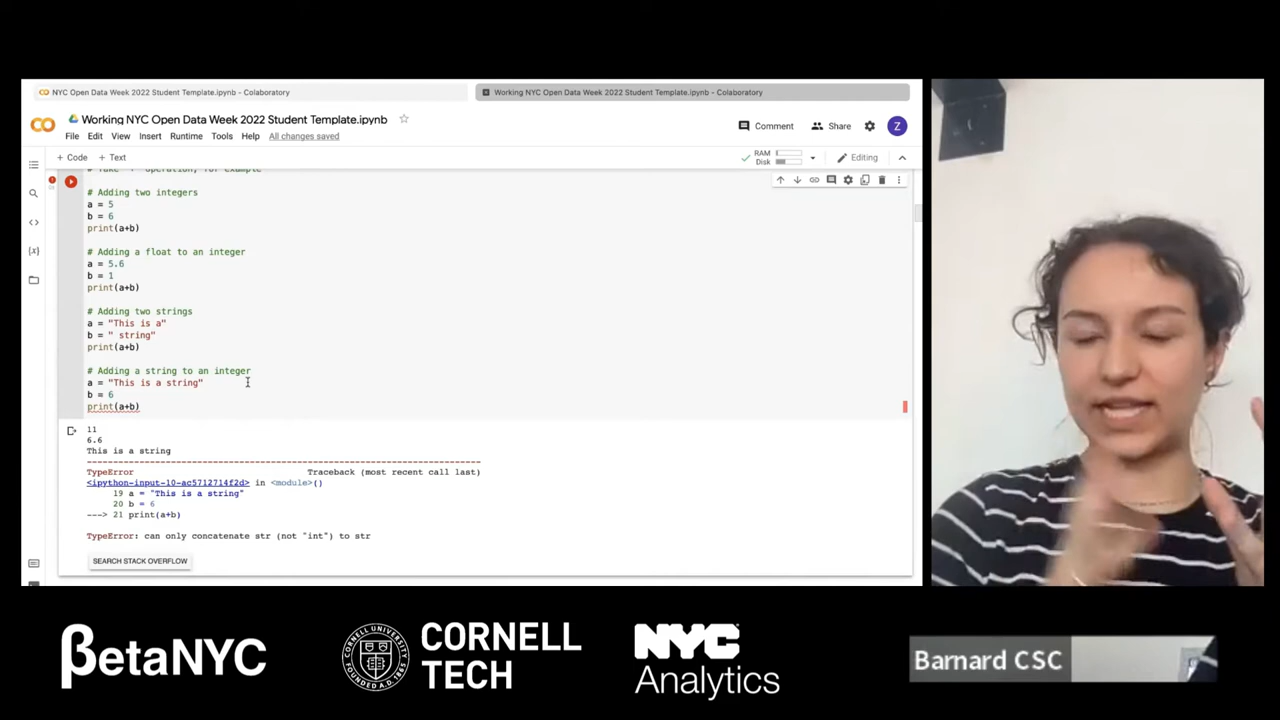 NYC Open Data Week 2022 Student Template.ipynb - Colaboratory
Working NYC Open Data Week 2022 Student Template.ipynb - Colaboratory
Working NYC Open Data Week 2022 Student Template.ipynb
Comment
Share
Z
File Edit View Insert Runtime Tools Help All changes saved
+ Code + Text
RAM
Disk
Editing
# Take '+' operation, for example
# Adding two integers
a = 5
b = 6
print(a+b)
# Adding a float to an integer
a = 5.6
b = 1
print(a+b)
# Adding two strings
a = "This is a"
b = " string"
print(a+b)
# Adding a string to an integer
a = "This is a string"
b = 6
print(a+b)
11
6.6
This is a string
TypeError Traceback (most recent call last)
<ipython-input-10-ac5712714f2d> in <module>()
19 a = "This is a string"
20 b = 6
---> 21 print(a+b)
TypeError: can only concatenate str (not "int") to str
SEARCH STACK OVERFLOW
βetaNYC
CORNELL
TECH
NYC
Analytics
Barnard CSC